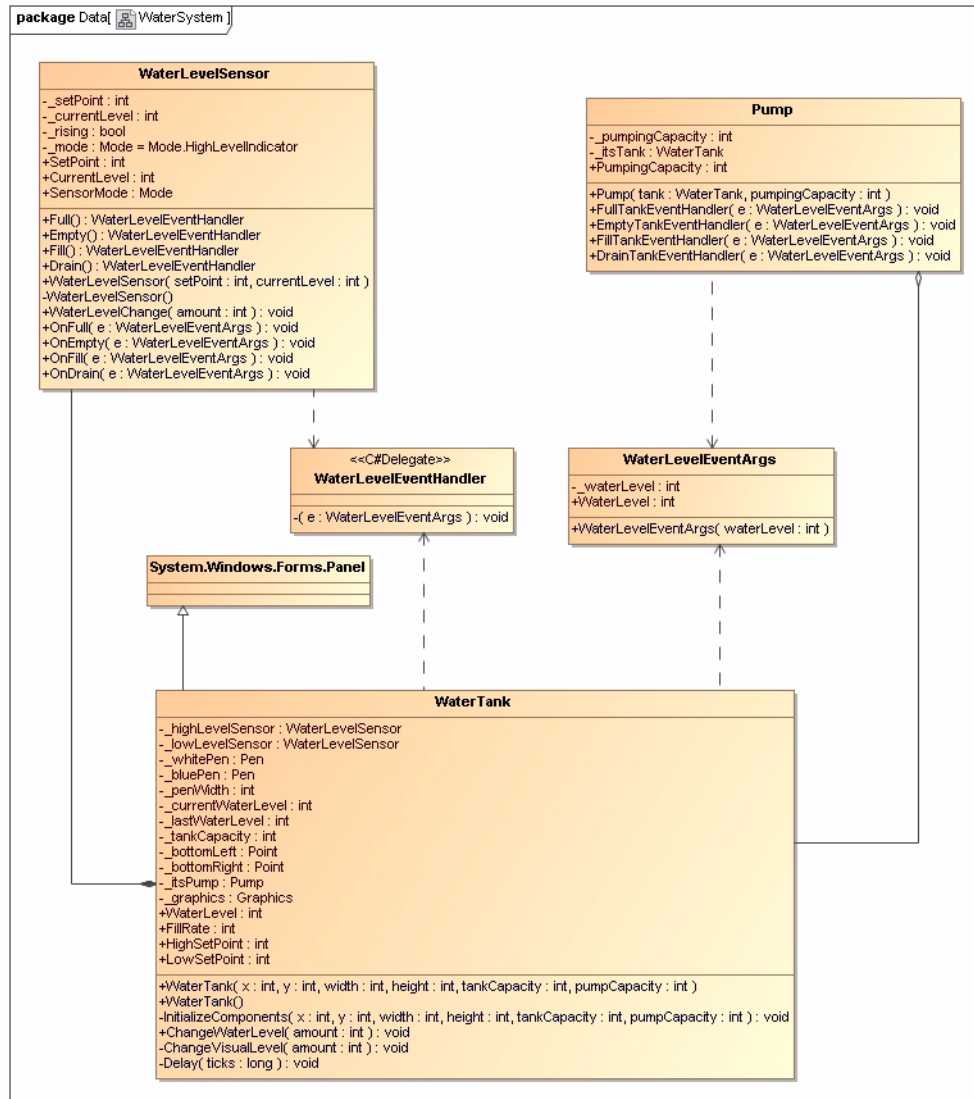 package Data[ WaterSystem ]
WaterLevelSensor
-_setPoint : int
-_currentLevel : int
-_rising : bool
-_mode : Mode = Mode.HighLevelIndicator
+SetPoint : int
+CurrentLevel : int
+SensorMode : Mode
+Full() : WaterLevelEventHandler
+Empty() : WaterLevelEventHandler
+Fill() : WaterLevelEventHandler
+Drain() : WaterLevelEventHandler
+WaterLevelSensor( setPoint : int, currentLevel : int )
-WaterLevelSensor()
+WaterLevelChange( amount : int ) : void
+OnFull( e : WaterLevelEventArgs ) : void
+OnEmpty( e : WaterLevelEventArgs ) : void
+OnFill( e : WaterLevelEventArgs ) : void
+OnDrain( e : WaterLevelEventArgs ) : void
Pump
-_pumpingCapacity : int
-_itsTank : WaterTank
+PumpingCapacity : int
+Pump( tank : WaterTank, pumpingCapacity : int )
+FullTankEventHandler( e : WaterLevelEventArgs ) : void
+EmptyTankEventHandler( e : WaterLevelEventArgs ) : void
+FillTankEventHandler( e : WaterLevelEventArgs ) : void
+DrainTankEventHandler( e : WaterLevelEventArgs ) : void
<<C#Delegate>>
WaterLevelEventHandler
-( e : WaterLevelEventArgs ) : void
WaterLevelEventArgs
-_waterLevel : int
+WaterLevel : int
+WaterLevelEventArgs( waterLevel : int )
System.Windows.Forms.Panel
WaterTank
-_highLevelSensor : WaterLevelSensor
-_lowLevelSensor : WaterLevelSensor
-_whitePen : Pen
-_bluePen : Pen
-_penWidth : int
-_currentWaterLevel : int
-_lastWaterLevel : int
-_tankCapacity : int
-_bottomLeft : Point
-_bottomRight : Point
-_itsPump : Pump
-_graphics : Graphics
+WaterLevel : int
+FillRate : int
+HighSetPoint : int
+LowSetPoint : int
+WaterTank( x : int, y : int, width : int, height : int, tankCapacity : int, pumpCapacity : int )
+WaterTank()
-InitializeComponents( x : int, y : int, width : int, height : int, tankCapacity : int, pumpCapacity : int ) : void
+ChangeWaterLevel( amount : int ) : void
-ChangeVisualLevel( amount : int ) : void
-Delay( ticks : long ) : void